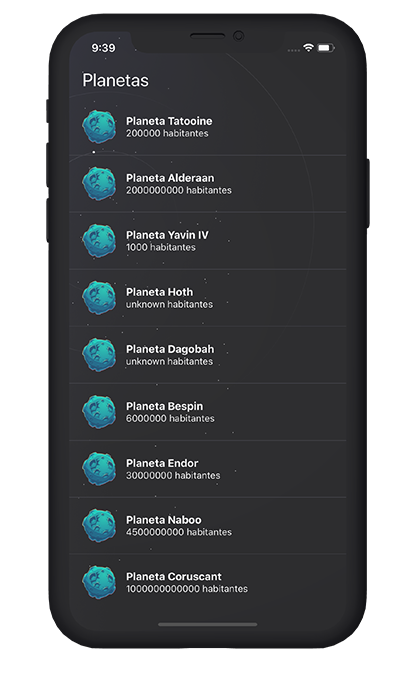 9:39
Planetas
Planeta Tatooine
200000 habitantes
Planeta Alderaan
2000000000 habitantes
Planeta Yavin IV
1000 habitantes
Planeta Hoth
unknown habitantes
Planeta Dagobah
unknown habitantes
Planeta Bespin
6000000 habitantes
Planeta Endor
30000000 habitantes
Planeta Naboo
4500000000 habitantes
Planeta Coruscant
1000000000000 habitantes